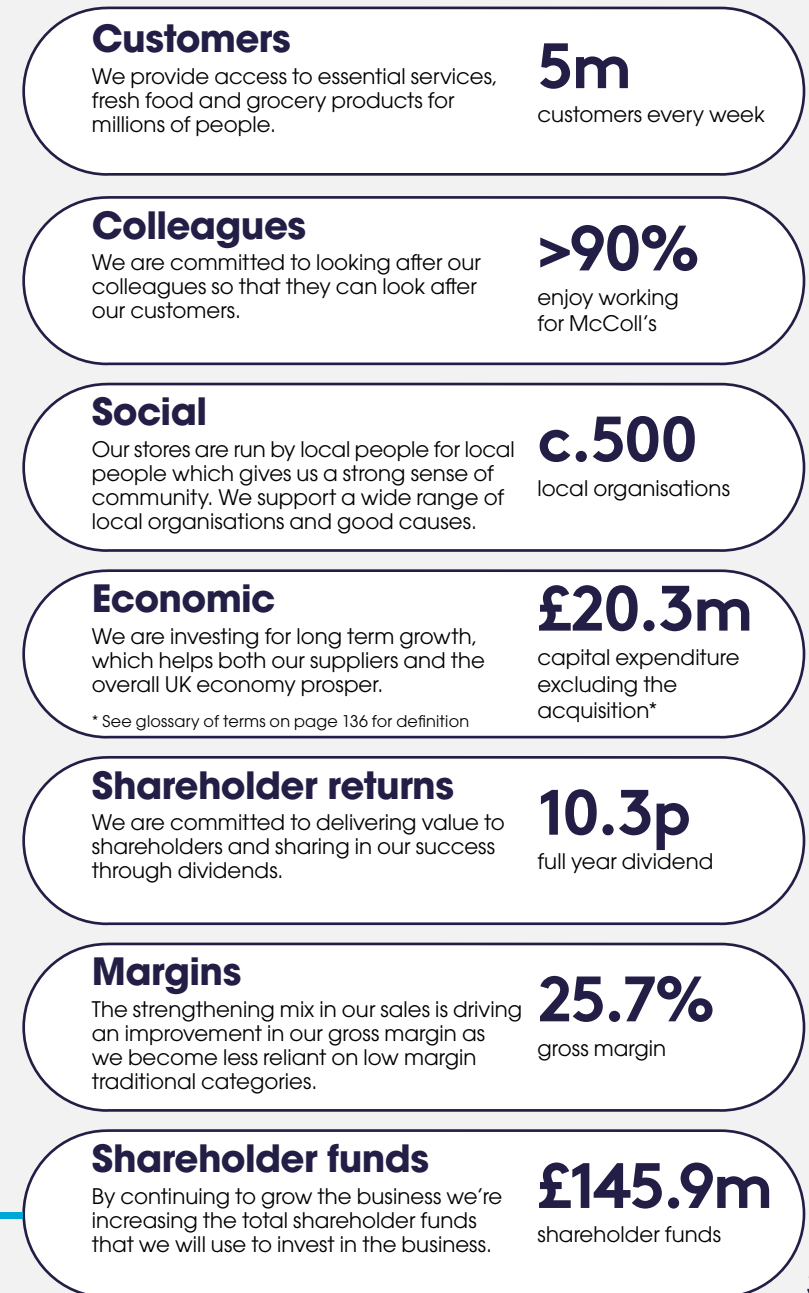 Customers
We provide access to essential services,
fresh food and grocery products for
millions of people.
5m
customers every week
Colleagues
We are committed to looking after our
colleagues so that they can look after
our customers.
>90%
enjoy working
for McColl's
Social
Our stores are run by local people for local
people which gives us a strong sense of
community. We support a wide range of
local organisations and good causes.
c.500
local organisations
Economic
We are investing for long term growth,
which helps both our suppliers and the
overall UK economy prosper.
* See glossary of terms on page 136 for definition
£20.3m
capital expenditure
excluding the
acquisition*
Shareholder returns
We are committed to delivering value to
shareholders and sharing in our success
through dividends.
10.3p
full year dividend
Margins
The strengthening mix in our sales is driving
an improvement in our gross margin as
we become less reliant on low margin
traditional categories.
25.7%
gross margin
Shareholder funds
By continuing to grow the business we're
increasing the total shareholder funds
that we will use to invest in the business.
£145.9m
shareholder funds